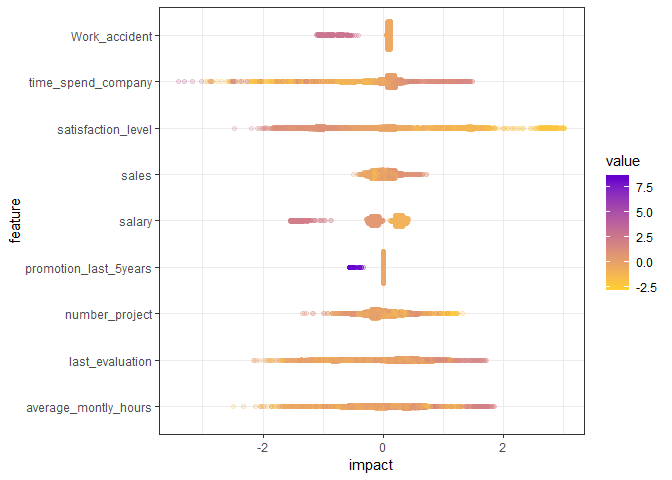 Work_accident
time_spend_company
satisfaction_level
sales
salary
promotion_last_5years
number_project
last_evaluation
average_montly_hours
feature
-2
0
2
impact
value
7.5
5.0
2.5
0.0
-2.5